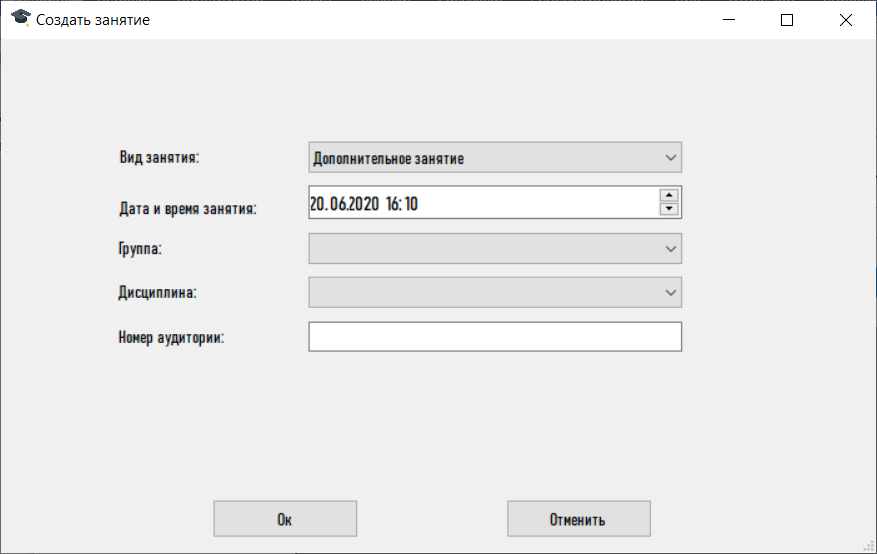 Создать занятие
Вид занятия: Дополнительное занятие
Дата и время занятия: 20.06.2020 16:10
Группа:
Дисциплина:
Номер аудитории:
Ок Отменить